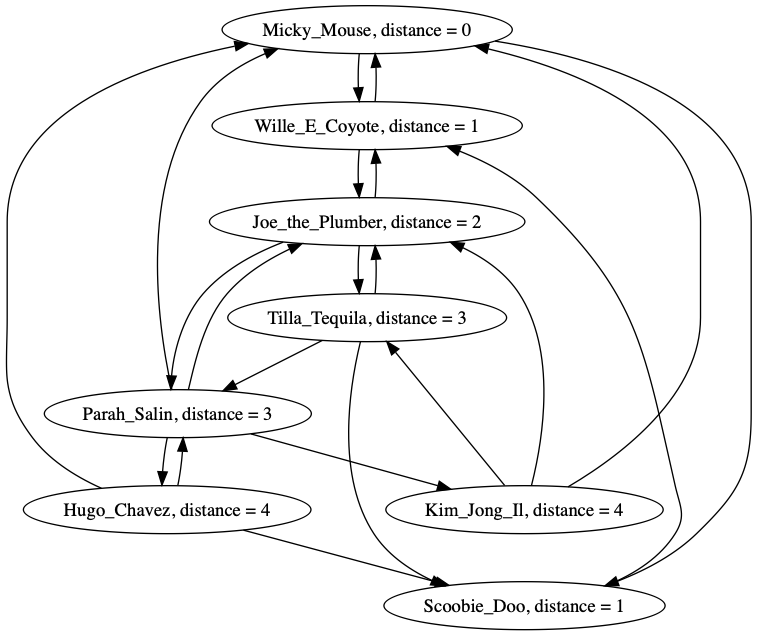 Micky_Mouse, distance = 0
Wille_E_Coyote, distance = 1
Joe_the_Plumber, distance = 2
Tilla_Tequila, distance = 3
Parah_Salin, distance = 3
Hugo_Chavez, distance = 4
Kim_Jong_Il, distance = 4
Scoobie_Doo, distance = 1